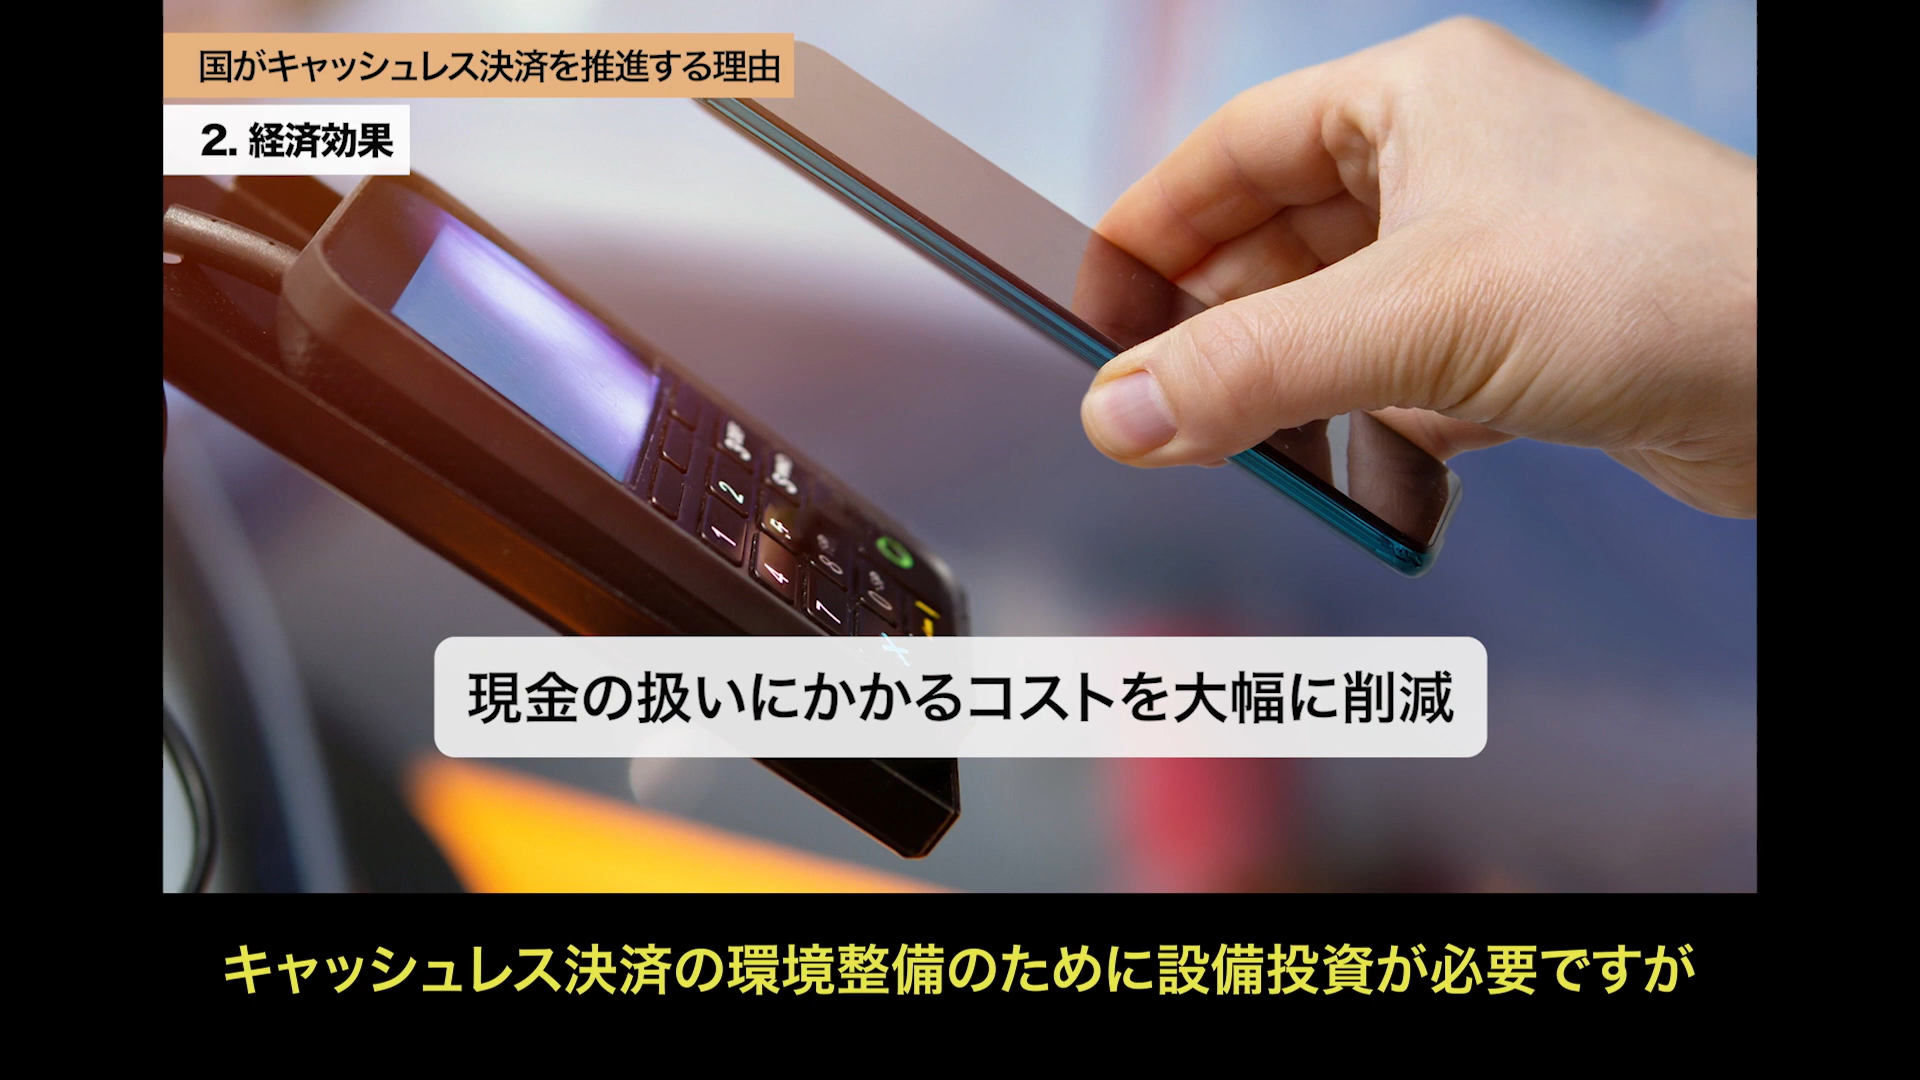 国がキャッシュレス決済を推進する理由
2. 経済効果
現金の扱いにかかるコストを大幅に削減
キャッシュレス決済の環境整備のために設備投資が必要ですが